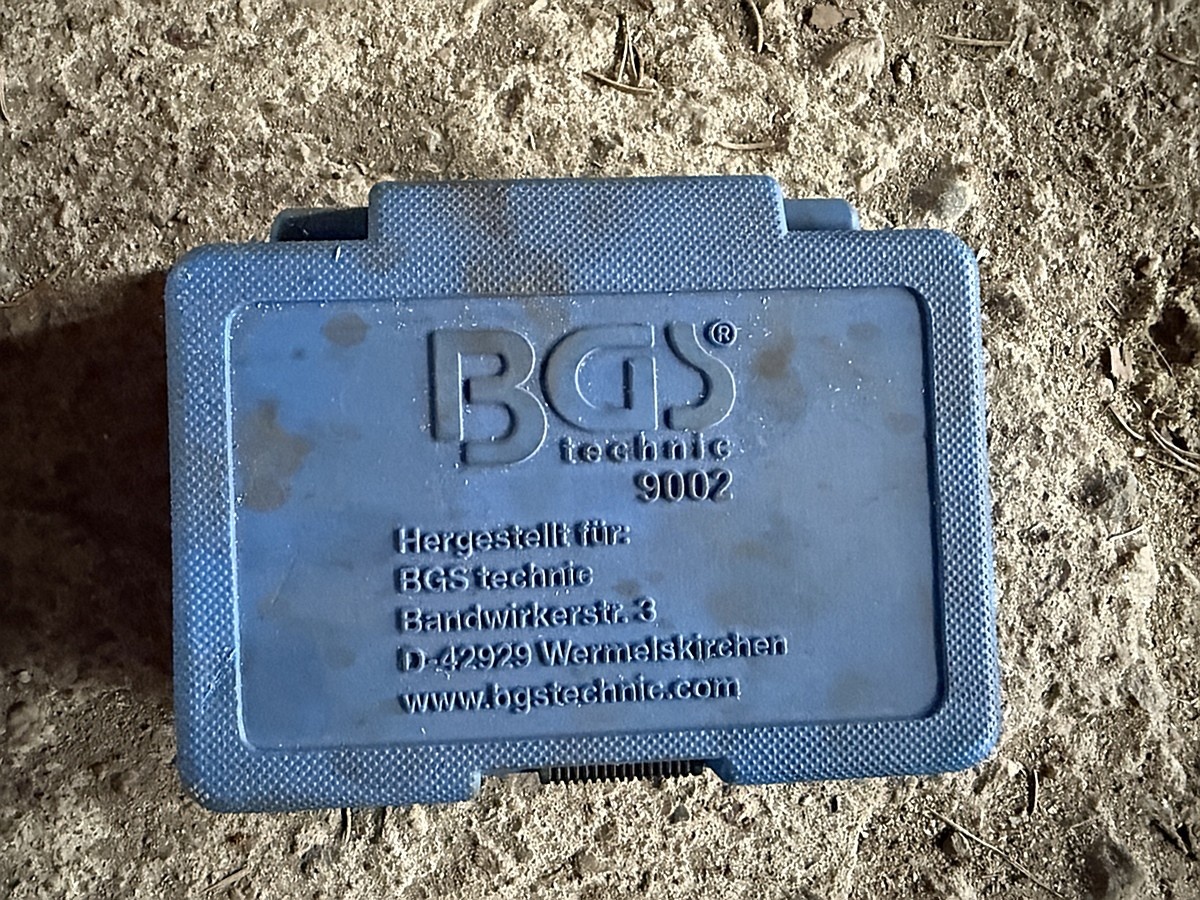 BGS®
technic
9002
Hergestellt für:
BGS technic
Bandwirkerstr. 3
D-42929 Wermelskirchen
www.bgstechnic.com